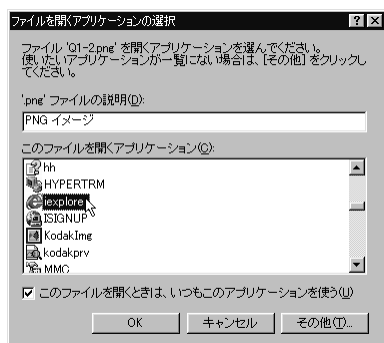 ファイルを開くアプリケーションの選択
ファイル 'Q1-2.png' を開くアプリケーションを選んでください。
使いたいアプリケーションが一覧にない場合は、[その他] をクリックし
てください。
'.png' ファイルの説明(D):
PNG イメージ
このファイルを開くアプリケーション(C):
hh
HYPERTRM
iexplore
ISIGNUP
KodakImg
kodakprv
MMC
このファイルを開くときは、いつもこのアプリケーションを使う(U)
OK キャンセル その他(T)...